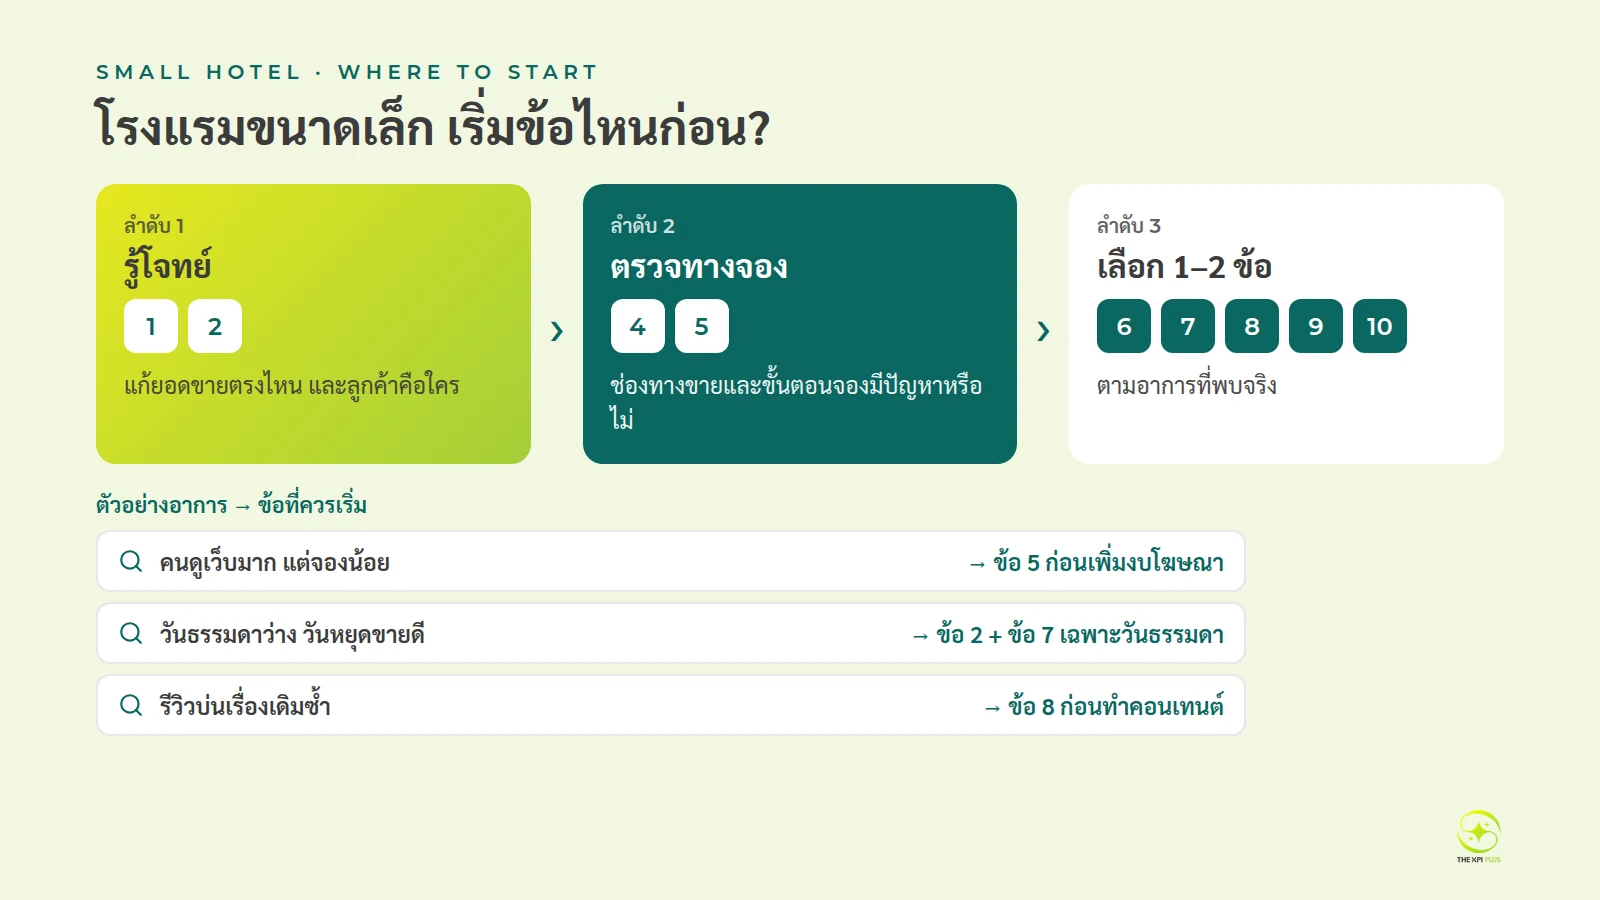 SMALL HOTEL · WHERE TO START
โรงแรมขนาดเล็ก เริ่มข้อไหนก่อน?
ลำดับ 1
รู้โจทย์
1 2
แก้ยอดขายตรงไหน และลูกค้าคือใคร
›
ลำดับ 2
ตรวจทางจอง
4 5
ช่องทางขายและขั้นตอนจองมีปัญหาหรือ
ไม่
›
ลำดับ 3
เลือก 1–2 ข้อ
6 7 8 9 10
ตามอาการที่พบจริง
ตัวอย่างอาการ → ข้อที่ควรเริ่ม
คนดูเว็บมาก แต่จองน้อย → ข้อ 5 ก่อนเพิ่มงบโฆษณา
วันธรรมดาว่าง วันหยุดขายดี → ข้อ 2 + ข้อ 7 เฉพาะวันธรรมดา
รีวิวบ่นเรื่องเดิมซ้ำ → ข้อ 8 ก่อนทำคอนเทนต์
THE XPI PLUS